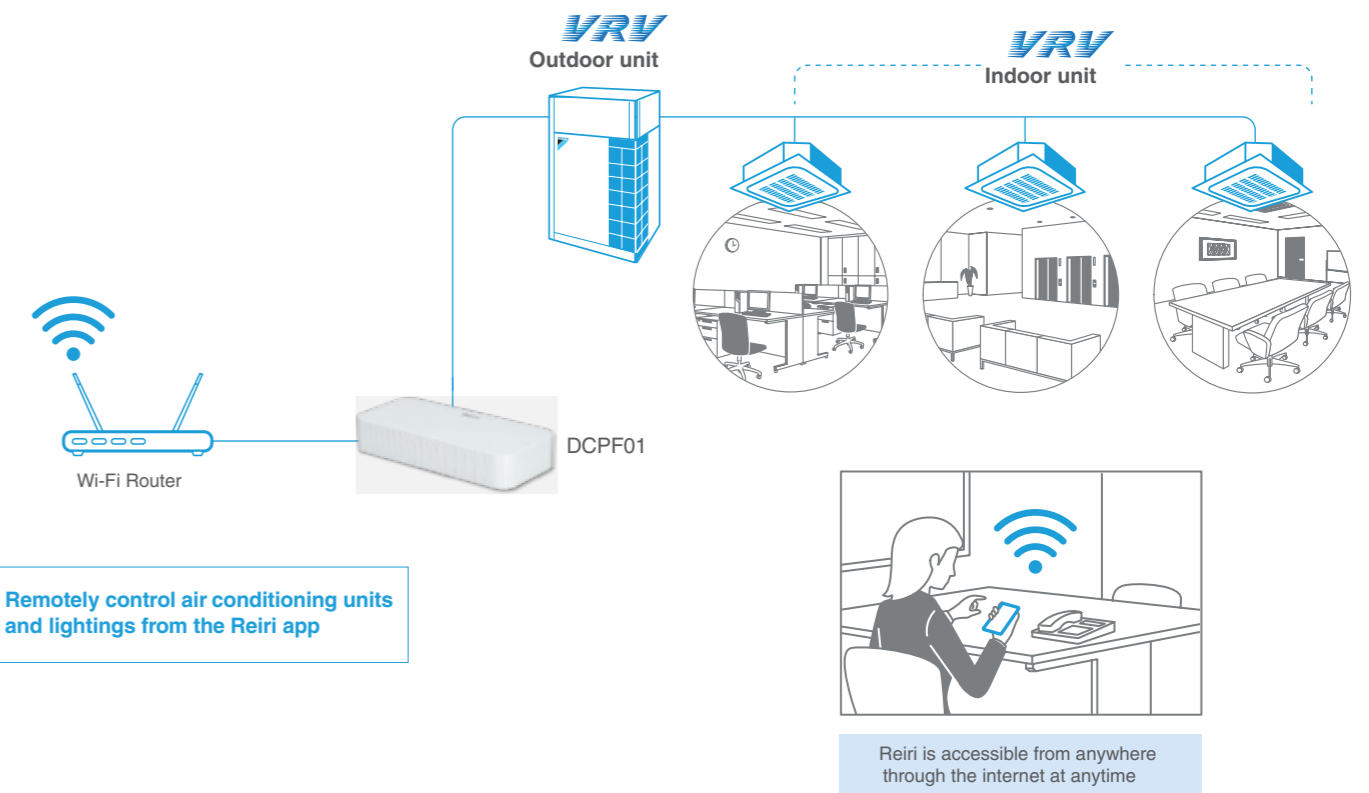 VRV
Outdoor unit
VRV
Indoor unit
DCPF01
Wi-Fi Router
Remotely control air conditioning units
and lightings from the Reiri app
Reiri is accessible from anywhere
through the internet at anytime